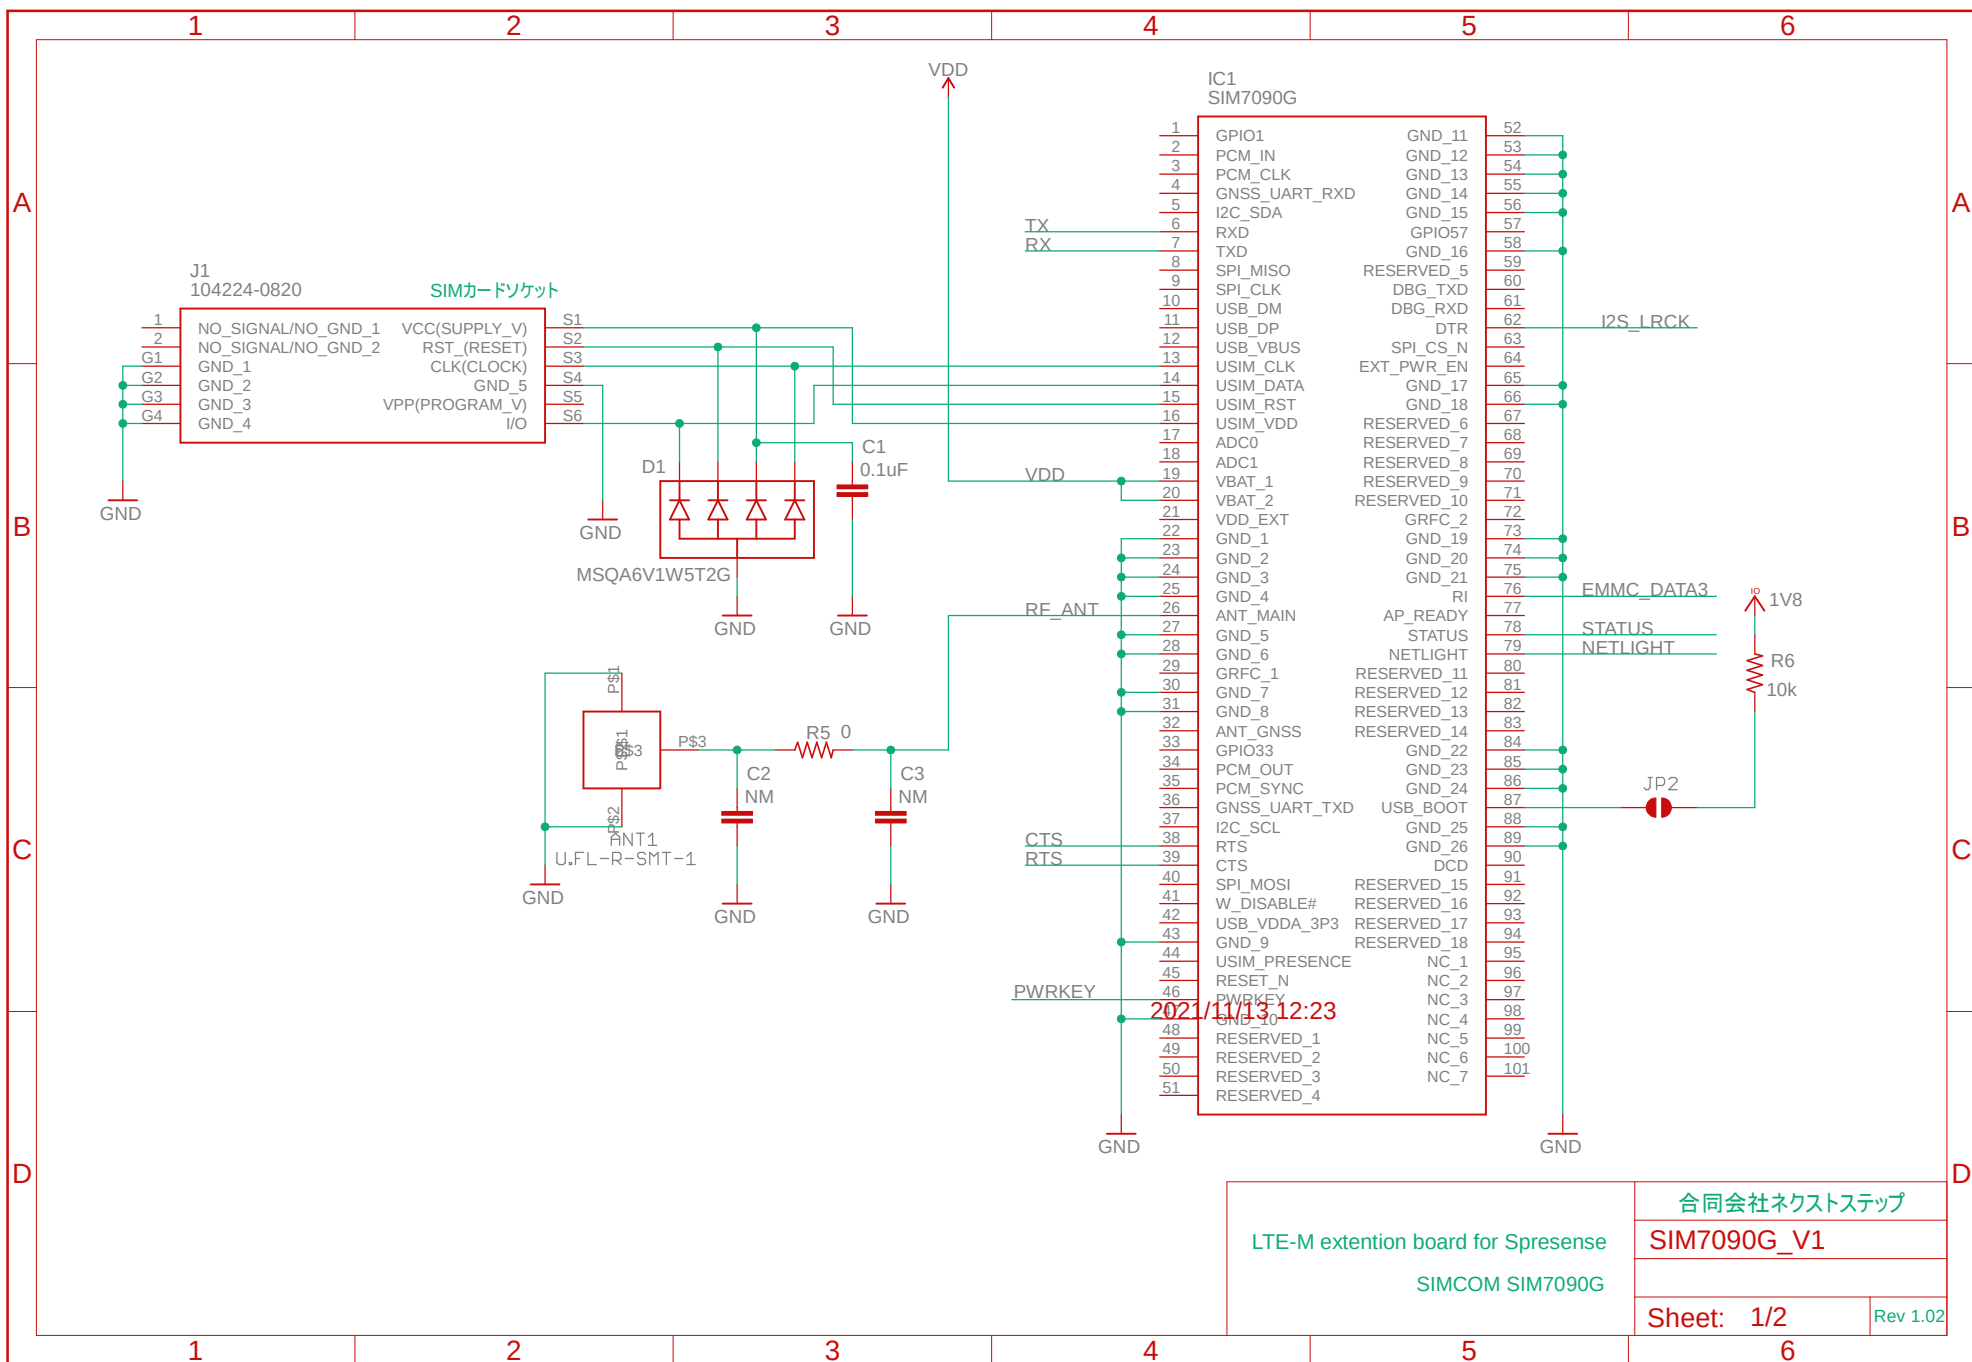 1 2 3 4 5 6
A A
B B
C C
D D
VDD
IC1
SIM7090G
J1
104224-0820
SIMカードソケット
1 NO_SIGNAL/NO_GND_1 VCC(SUPPLY_V) S1
2 NO_SIGNAL/NO_GND_2 RST_(RESET) S2
G1 GND_1 CLK(CLOCK) S3
G2 GND_2 GND_5 S4
G3 GND_3 VPP(PROGRAM_V) S5
G4 GND_4 I/O S6
GND
GND
D1
MSQA6V1W5T2G
GND
C1
0.1uF
GND
P$1
P$3
P$2
ANT1
U.FL-R-SMT-1
GND
R5 0
C2
NM
GND
C3
NM
GND
TX
RX
VDD
RF_ANT
CTS
RTS
PWRKEY
1 GPIO1 GND_11 52
2 PCM_IN GND_12 53
3 PCM_CLK GND_13 54
4 GNSS_UART_RXD GND_14 55
5 I2C_SDA GND_15 56
6 RXD GPIO57 57
7 TXD GND_16 58
8 SPI_MISO RESERVED_5 59
9 SPI_CLK DBG_TXD 60
10 USB_DM DBG_RXD 61
11 USB_DP DTR 62
12 USB_VBUS SPI_CS_N 63
13 USIM_CLK EXT_PWR_EN 64
14 USIM_DATA GND_17 65
15 USIM_RST GND_18 66
16 USIM_VDD RESERVED_6 67
17 ADC0 RESERVED_7 68
18 ADC1 RESERVED_8 69
19 VBAT_1 RESERVED_9 70
20 VBAT_2 RESERVED_10 71
21 VDD_EXT GRFC_2 72
22 GND_1 GND_19 73
23 GND_2 GND_20 74
24 GND_3 GND_21 75
25 GND_4 RI 76
26 ANT_MAIN AP_READY 77
27 GND_5 STATUS 78
28 GND_6 NETLIGHT 79
29 GRFC_1 RESERVED_11 80
30 GND_7 RESERVED_12 81
31 GND_8 RESERVED_13 82
32 ANT_GNSS RESERVED_14 83
33 GPIO33 GND_22 84
34 PCM_OUT GND_23 85
35 PCM_SYNC GND_24 86
36 GNSS_UART_TXD USB_BOOT 87
37 I2C_SCL GND_25 88
38 RTS GND_26 89
39 CTS DCD 90
40 SPI_MOSI RESERVED_15 91
41 W_DISABLE# RESERVED_16 92
42 USB_VDDA_3P3 RESERVED_17 93
43 GND_9 RESERVED_18 94
44 USIM_PRESENCE NC_1 95
45 RESET_N NC_2 96
46 PWRKEY NC_3 97
47 GND_10 NC_4 98
48 RESERVED_1 NC_5 99
49 RESERVED_2 NC_6 100
50 RESERVED_3 NC_7 101
51 RESERVED_4
2021/11/13 12:23
GND
GND
I2S_LRCK
EMMC_DATA3
STATUS
NETLIGHT
IO
1V8
R6
10k
JP2
LTE-M extention board for Spresense
SIMCOM SIM7090G
合同会社ネクストステップ
SIM7090G_V1
Sheet: 1/2
Rev 1.02
1 2 3 4 5 6